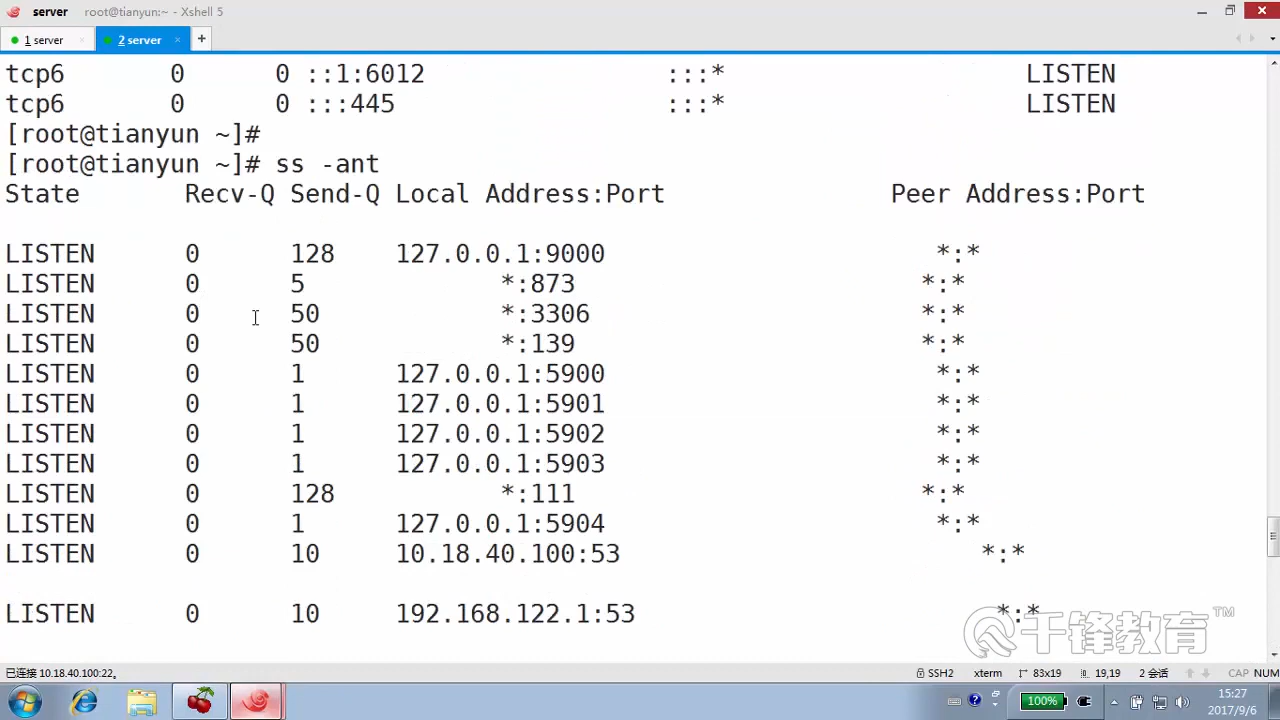 server root@tianyun:~ - Xshell 5
1 server × 2 server × +
tcp6 0 0 ::1:6012 :::* LISTEN
tcp6 0 0 :::445 :::* LISTEN
[root@tianyun ~]#
[root@tianyun ~]# ss -ant
State Recv-Q Send-Q Local Address:Port Peer Address:Port
LISTEN 0 128 127.0.0.1:9000 *:*
LISTEN 0 5 *:873 *:*
LISTEN 0 50 *:3306 *:*
LISTEN 0 50 *:139 *:*
LISTEN 0 1 127.0.0.1:5900 *:*
LISTEN 0 1 127.0.0.1:5901 *:*
LISTEN 0 1 127.0.0.1:5902 *:*
LISTEN 0 1 127.0.0.1:5903 *:*
LISTEN 0 128 *:111 *:*
LISTEN 0 1 127.0.0.1:5904 *:*
LISTEN 0 10 10.18.40.100:53 *:*
LISTEN 0 10 192.168.122.1:53 *:*
千锋教育™
已连接 10.18.40.100:22。 SSH2 xterm 83x19 19,19 2 会话 CAP NUM
100% 15:27
2017/9/6